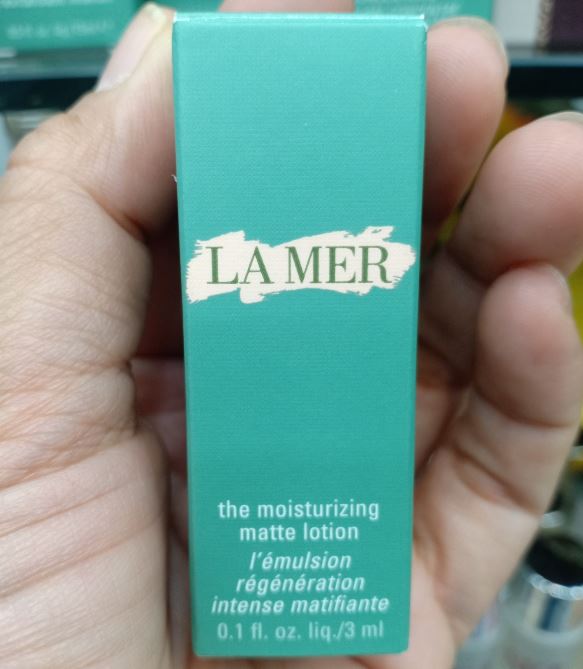 LA MER
the moisturizing
matte lotion
l'émulsion
régénération
intense matifiante
0.1 fl. oz. liq./3 ml